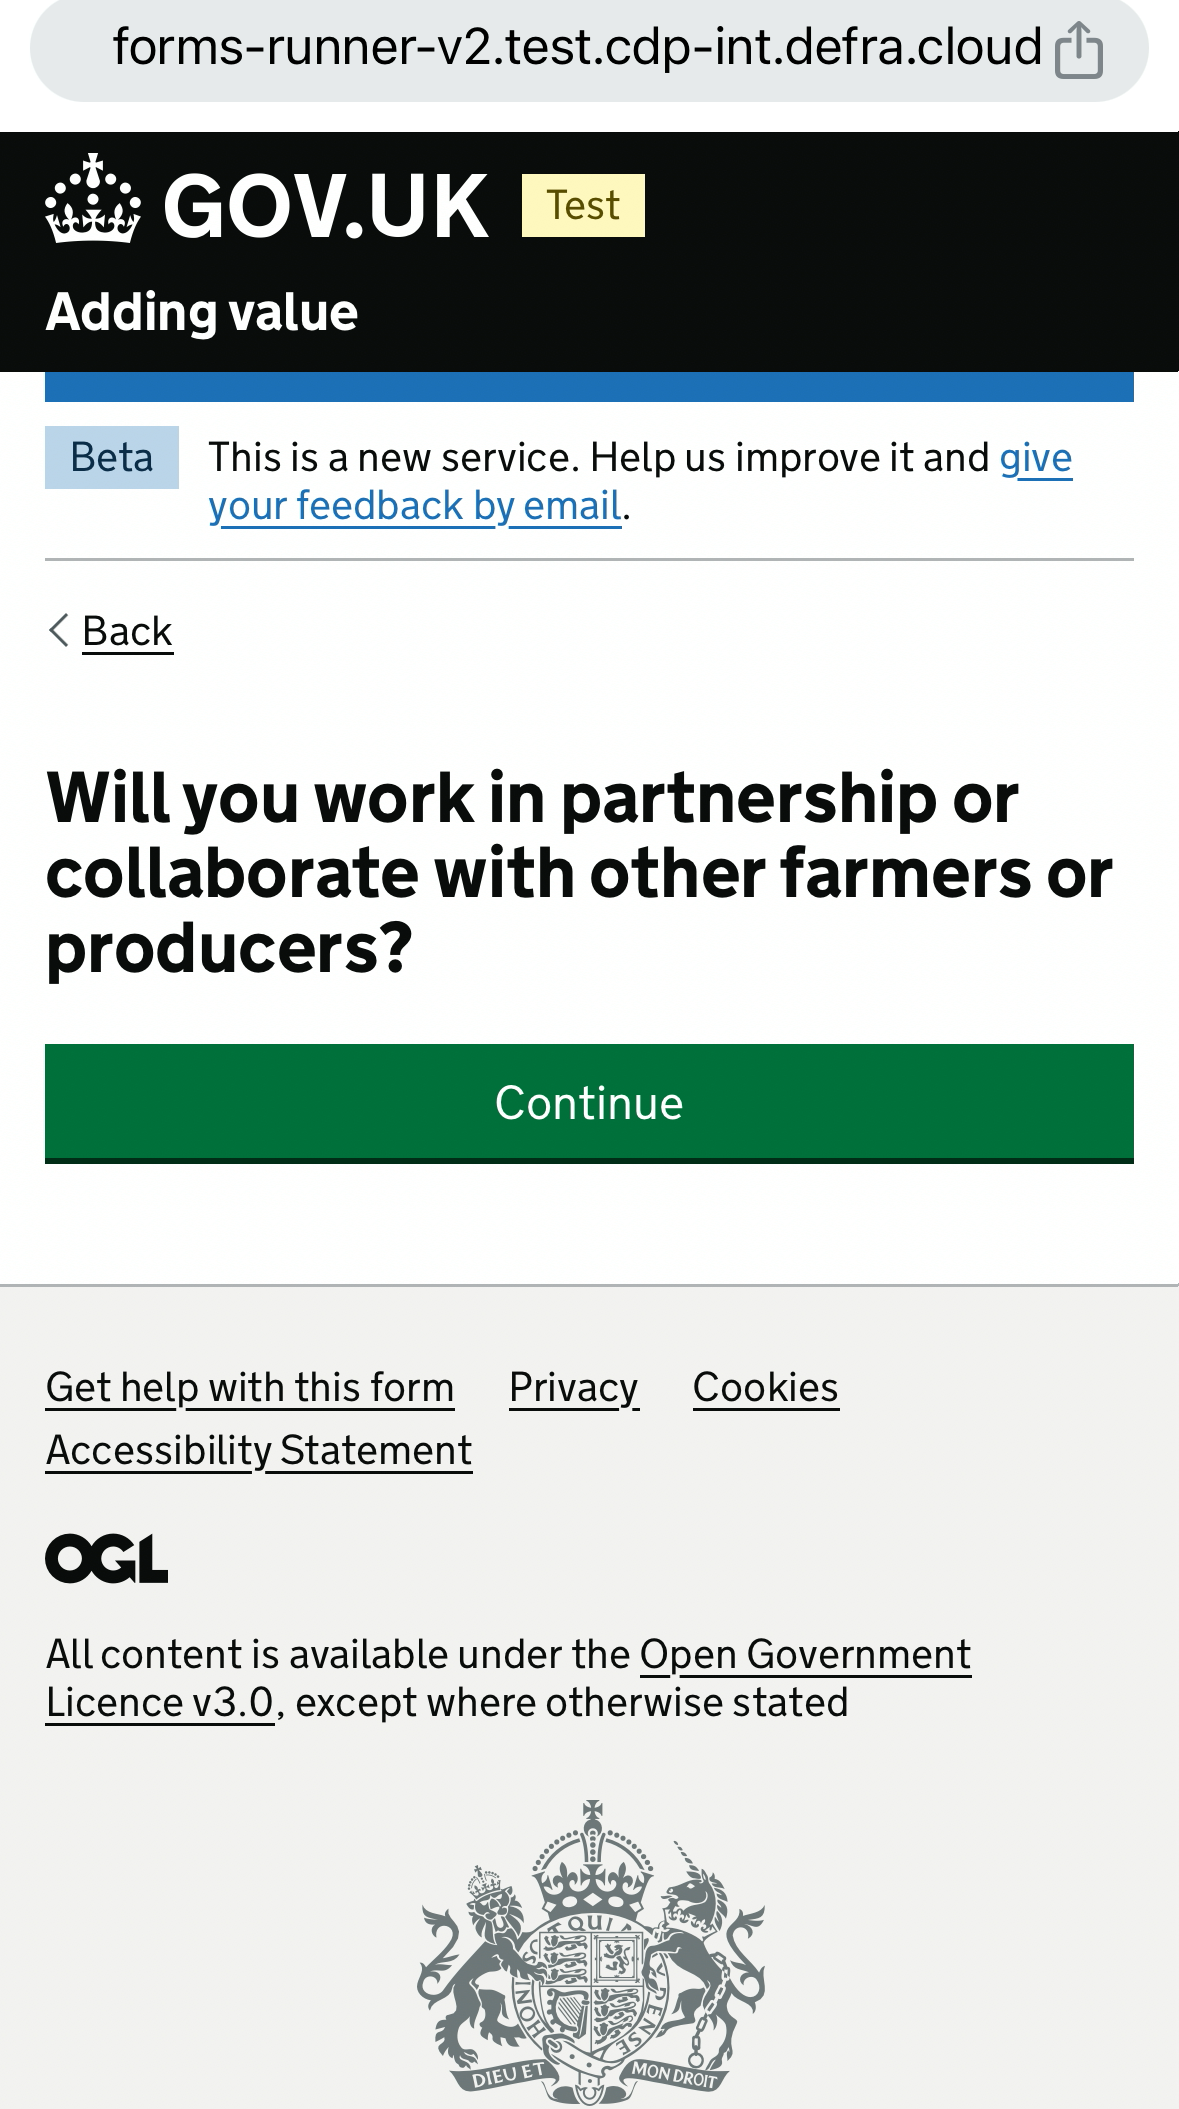 forms-runner-v2.test.cdp-int.defra.cloud
GOV.UK Test
Adding value
Beta This is a new service. Help us improve it and give
your feedback by email.
Back
Will you work in partnership or
collaborate with other farmers or
producers?
Continue
Get help with this form Privacy Cookies
Accessibility Statement
OGL
All content is available under the Open Government
Licence v3.0, except where otherwise stated
QUI
HONI
PENSE
DIEU ET MON DROIT